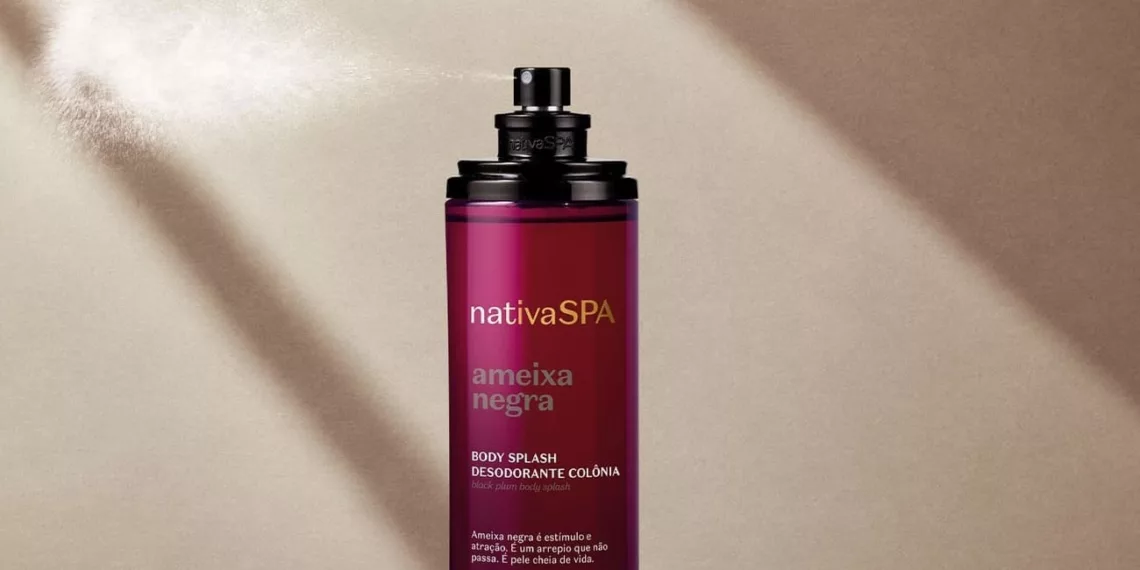 nativaSPA
nativaSPA
ameixa
negra
BODY SPLASH
DESODORANTE COLÔNIA
black plum body splash
Ameixa negra é estímulo e
atração. É um arrepio que não
passa. É pele cheia de vida.